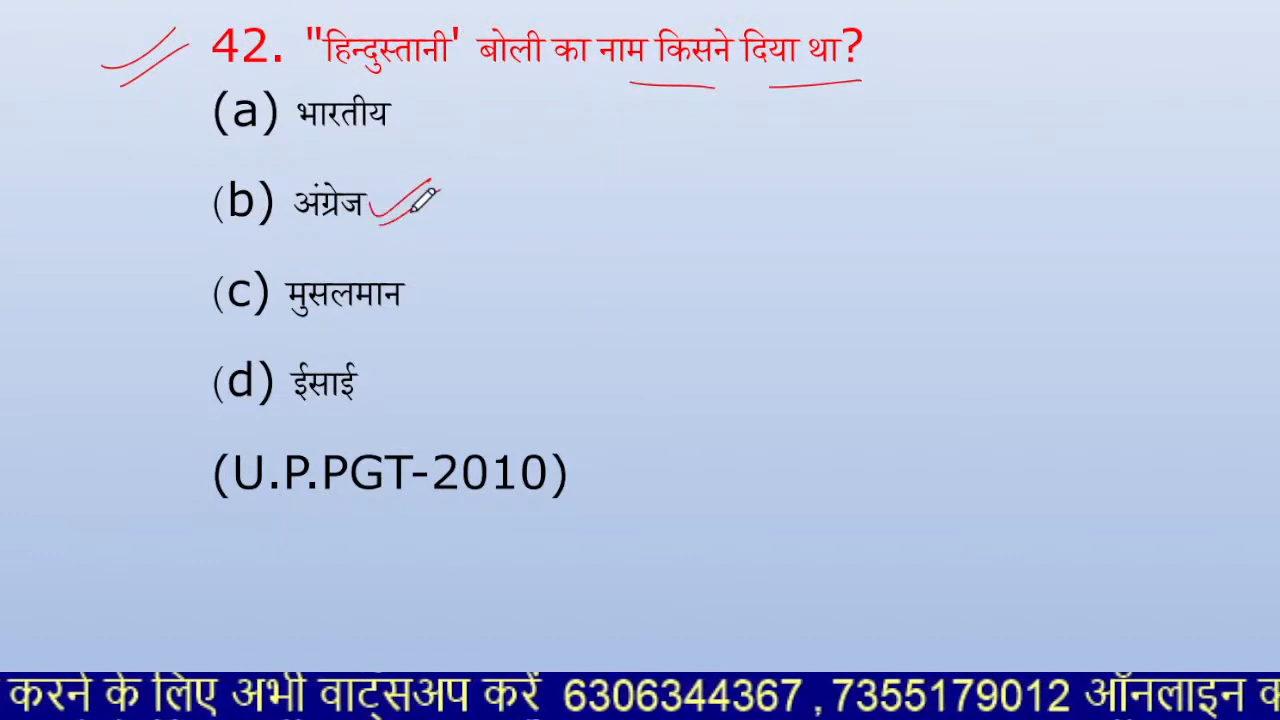 42. "हिन्दुस्तानी' बोली का नाम किसने दिया था?
(a) भारतीय
(b) अंग्रेज
(c) मुसलमान
(d) ईसाई
(U.P.PGT-2010)
करने के लिए अभी वाट्सअप करें 6306344367 ,7355179012 ऑनलाइन